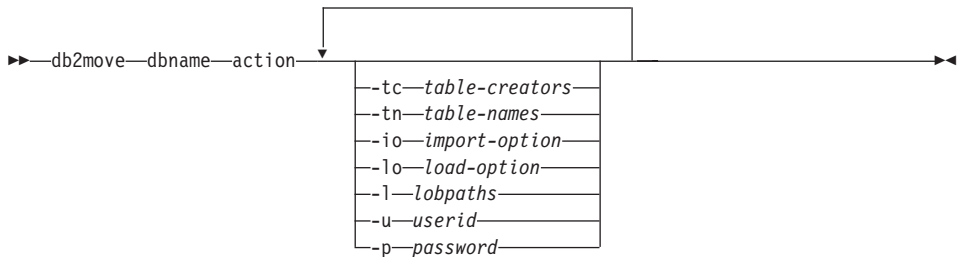 db2move dbname action
-tc table-creators
-tn table-names
-io import-option
-lo load-option
-l lobpaths
-u userid
-p password